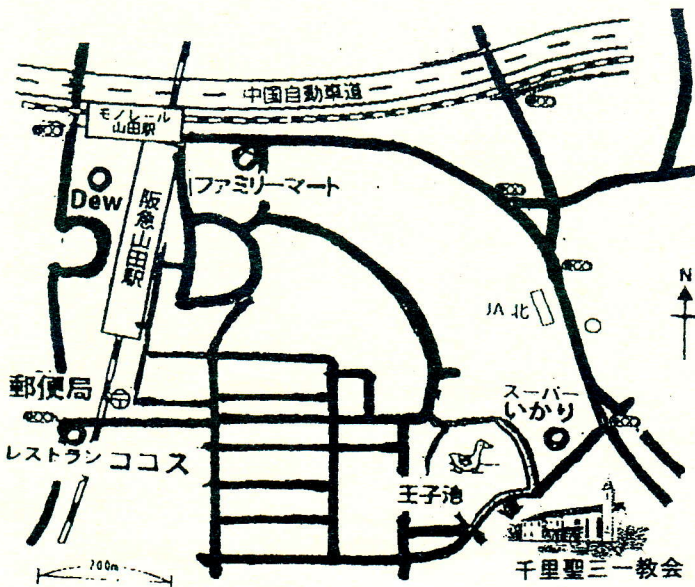 中国自動車道
モノレール
山田駅
ファミリーマート
Dew
阪急山田駅
N
JA 北
郵便局
スーパー
いかり
レストラン ココス
王子池
200m
千里聖三一教会